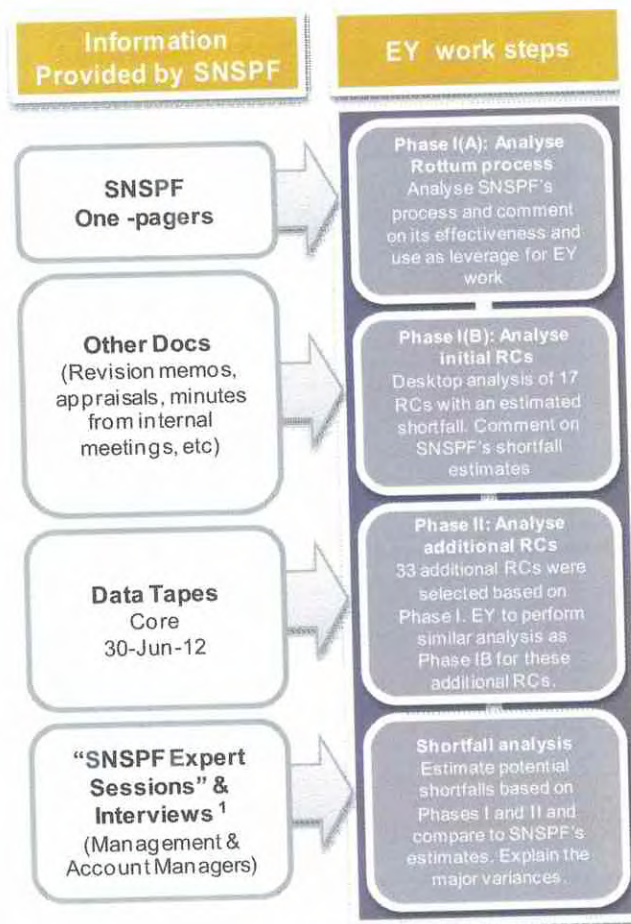 Information
Provided by SNSPF
EY work steps
SNSPF
One -pagers
Phase I(A): Analyse
Rottum process
Analyse SNSPF's
process and comment
on its effectiveness and
use as leverage for EY
work
Other Docs
(Revision memos,
appraisals, minutes
from internal
meetings, etc)
Phase I(B): Analyse
initial RCs
Desktop analysis of 17
RCs with an estimated
shortfall. Comment on
SNSPF's shortfall
estimates
Data Tapes
Core
30-Jun-12
Phase II: Analyse
additional RCs
33 additional RCs were
selected based on
Phase I. EY to perform
similar analysis as
Phase IB for these
additional RCs.
"SNSPF Expert
Sessions" &
Interviews 1
(Management &
Account Managers)
Shortfall analysis
Estimate potential
shortfalls based on
Phases I and II and
compare to SNSPF's
estimates. Explain the
major variances.